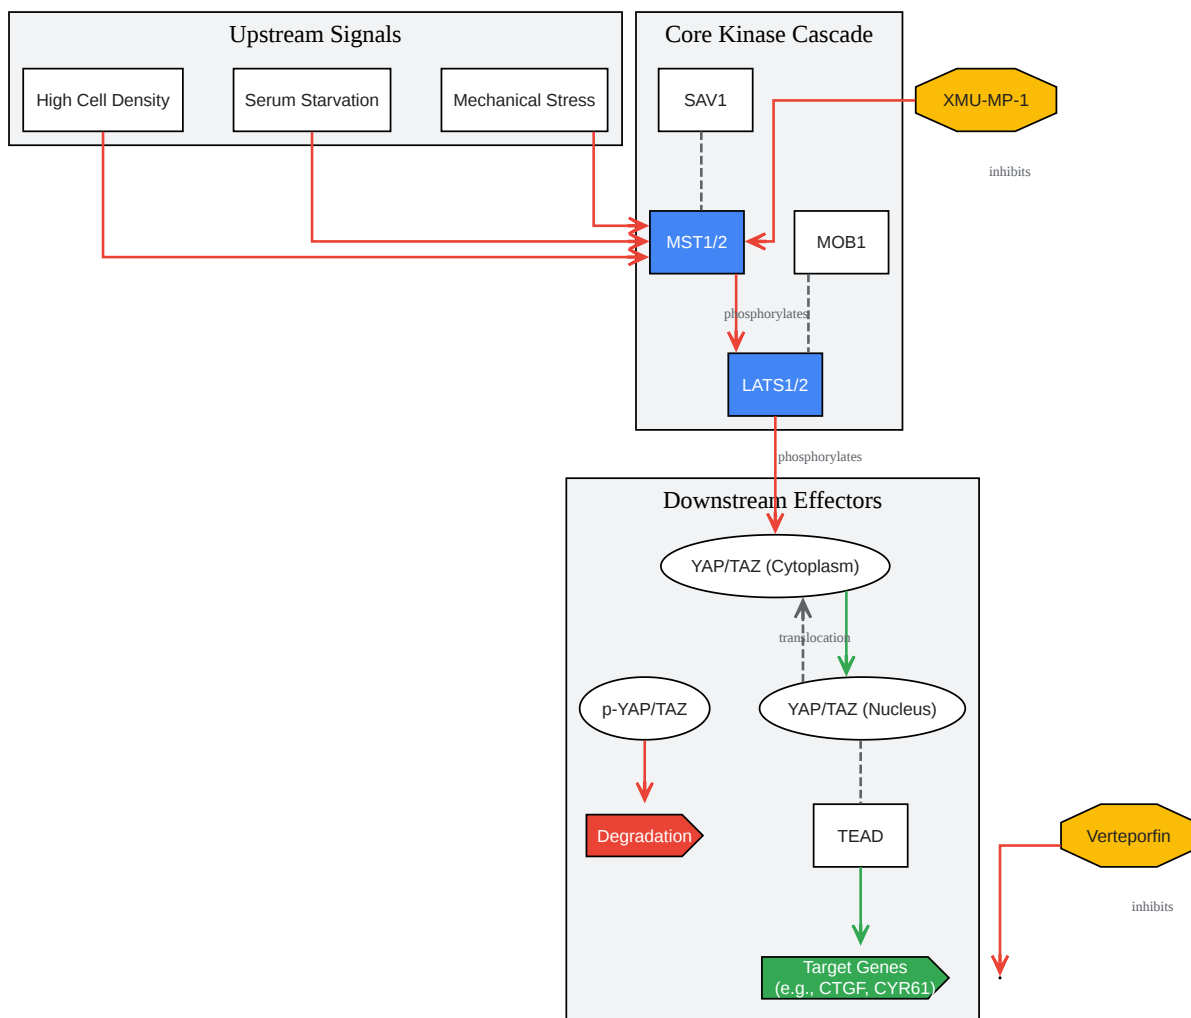 Upstream Signals
Core Kinase Cascade
High Cell Density
Serum Starvation
Mechanical Stress
SAV1
XMU-MP-1
inhibits
MST1/2
MOB1
phosphorylates
LATS1/2
phosphorylates
Downstream Effectors
YAP/TAZ (Cytoplasm)
translocation
p-YAP/TAZ
YAP/TAZ (Nucleus)
Degradation
TEAD
Verteporfin
inhibits
Target Genes
(e.g., CTGF, CYR61)